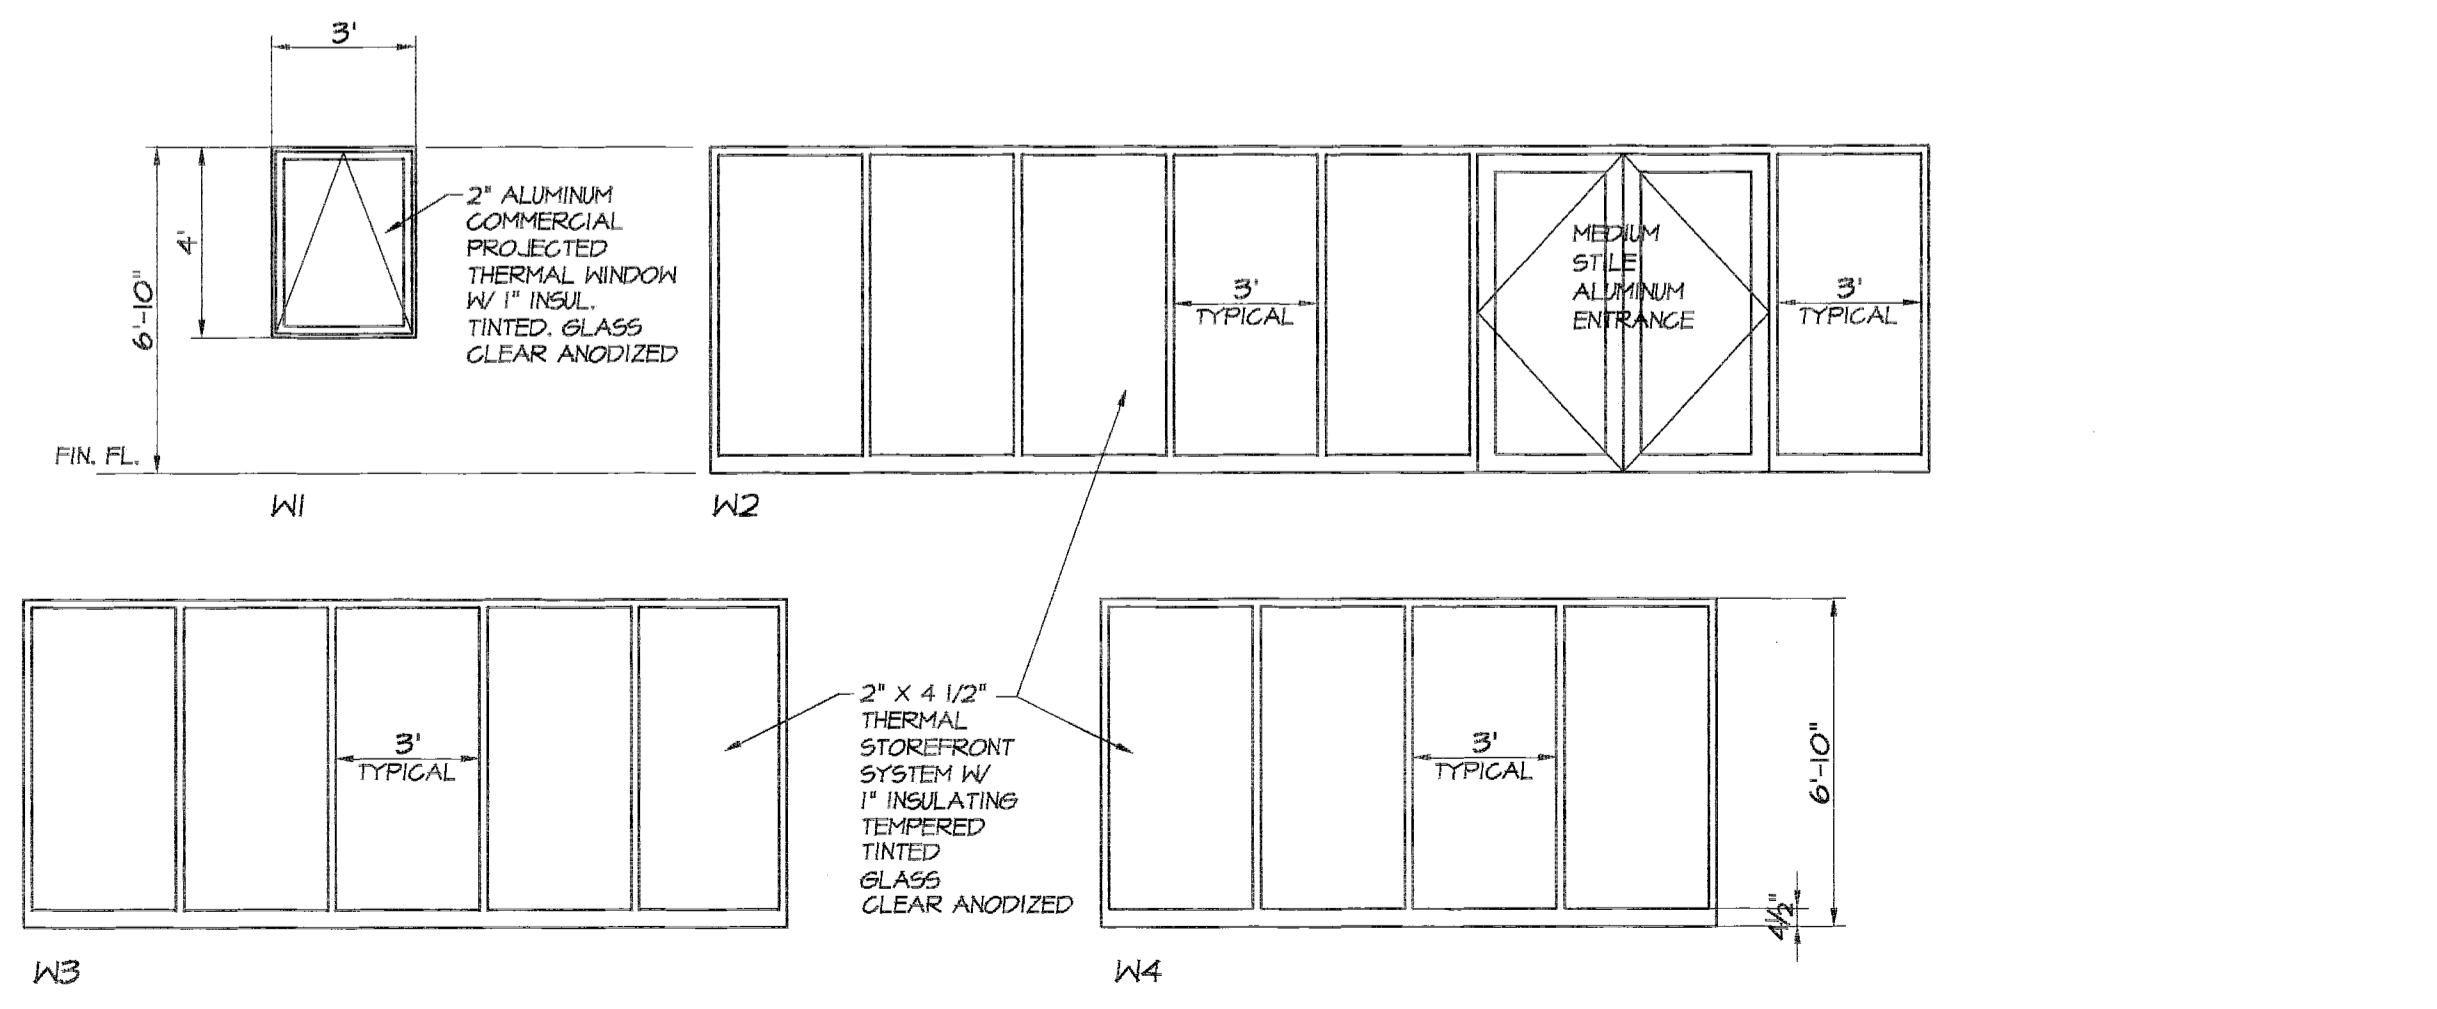 3'
4'
6'-10"
FIN. FL.
2" ALUMINUM
COMMERCIAL
PROJECTED
THERMAL WINDOW
W/ 1" INSUL.
TINTED. GLASS
CLEAR ANODIZED
W1
3'
TYPICAL
MEDIUM
STILE
ALUMINUM
ENTRANCE
3'
TYPICAL
W2
3'
TYPICAL
W3
2" X 4 1/2"
THERMAL
STOREFRONT
SYSTEM W/
1" INSULATING
TEMPERED
TINTED
GLASS
CLEAR ANODIZED
3'
TYPICAL
6'-10"
4 1/2"
W4